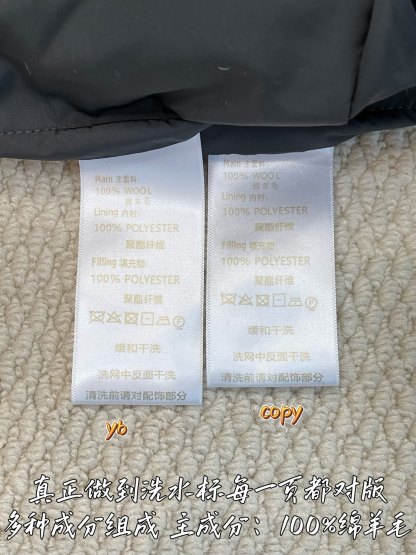 Main 主面料:
100% WOOL
绵羊毛
Lining 内衬:
100% POLYESTER
聚酯纤维
Filling 填充物:
100% POLYESTER
聚酯纤维
缓和干洗
洗网中反面干洗
清洗前请对配饰部分
Main 主面料:
100% WOOL
绵羊毛
Lining 内衬:
100% POLYESTER
聚酯纤维
Filling 填充物:
100% POLYESTER
聚酯纤维
缓和干洗
洗网中反面干洗
清洗前请对配饰部分
yb
copy
真正做到洗水标每一页都对版
多种成分组成 主成分：100%绵羊毛